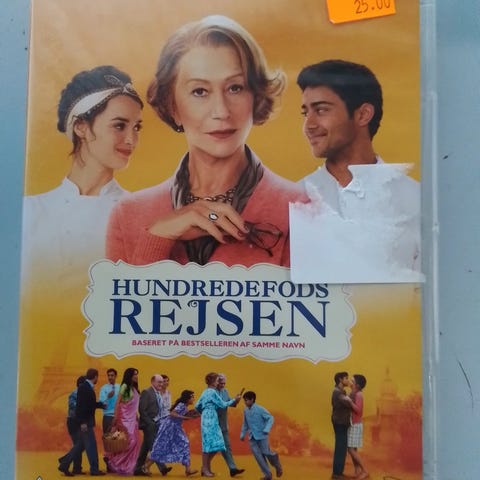 25.00
HUNDREDEFODS
REJSEN
BASERET PÅ BESTSELLEREN AF SAMME NAVN